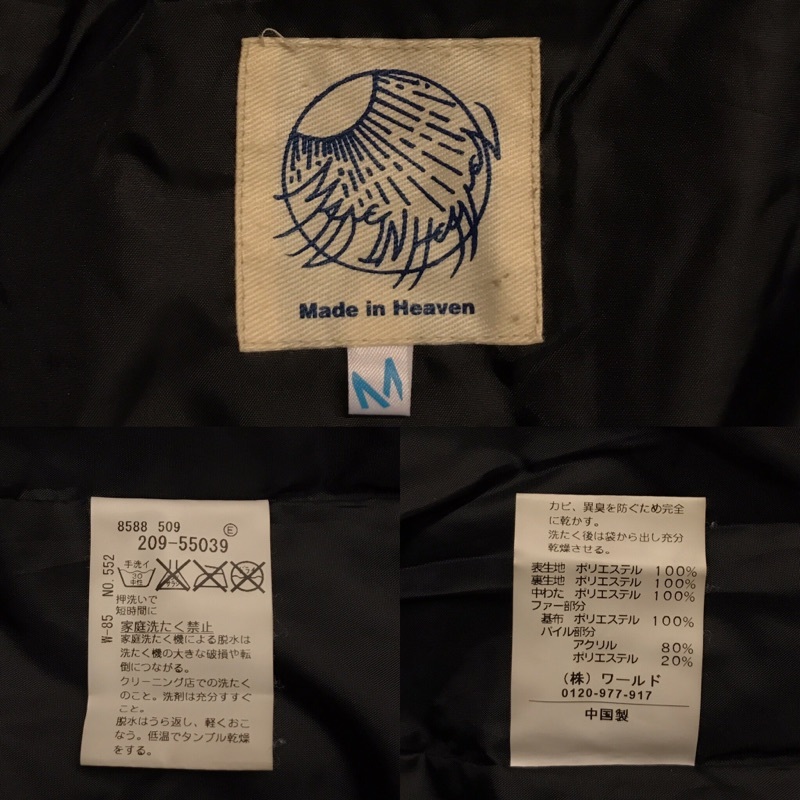 MADE IN HEAVEN
Made in Heaven
M
8588 509 Ⓔ
209-55039
手洗イ
30
中性
押洗いで
短時間に
W-85 NO.552
家庭洗たく禁止
家庭洗たく機による脱水は
洗たく機の大きな破損や転
倒につながる。
クリーニング店での洗たく
のこと。洗剤は充分すすぐ
こと。
脱水はうら返し、軽くおこ
なう。低温でタンブル乾燥
をする。
カビ、異臭を防ぐため完全
に乾かす。
洗たく後は袋から出し充分
乾燥させる。
表生地 ポリエステル 100%
裏生地 ポリエステル 100%
中わた ポリエステル 100%
ファー部分
基布 ポリエステル 100%
パイル部分
アクリル 80%
ポリエステル 20%
(株) ワールド
0120-977-917
中国製